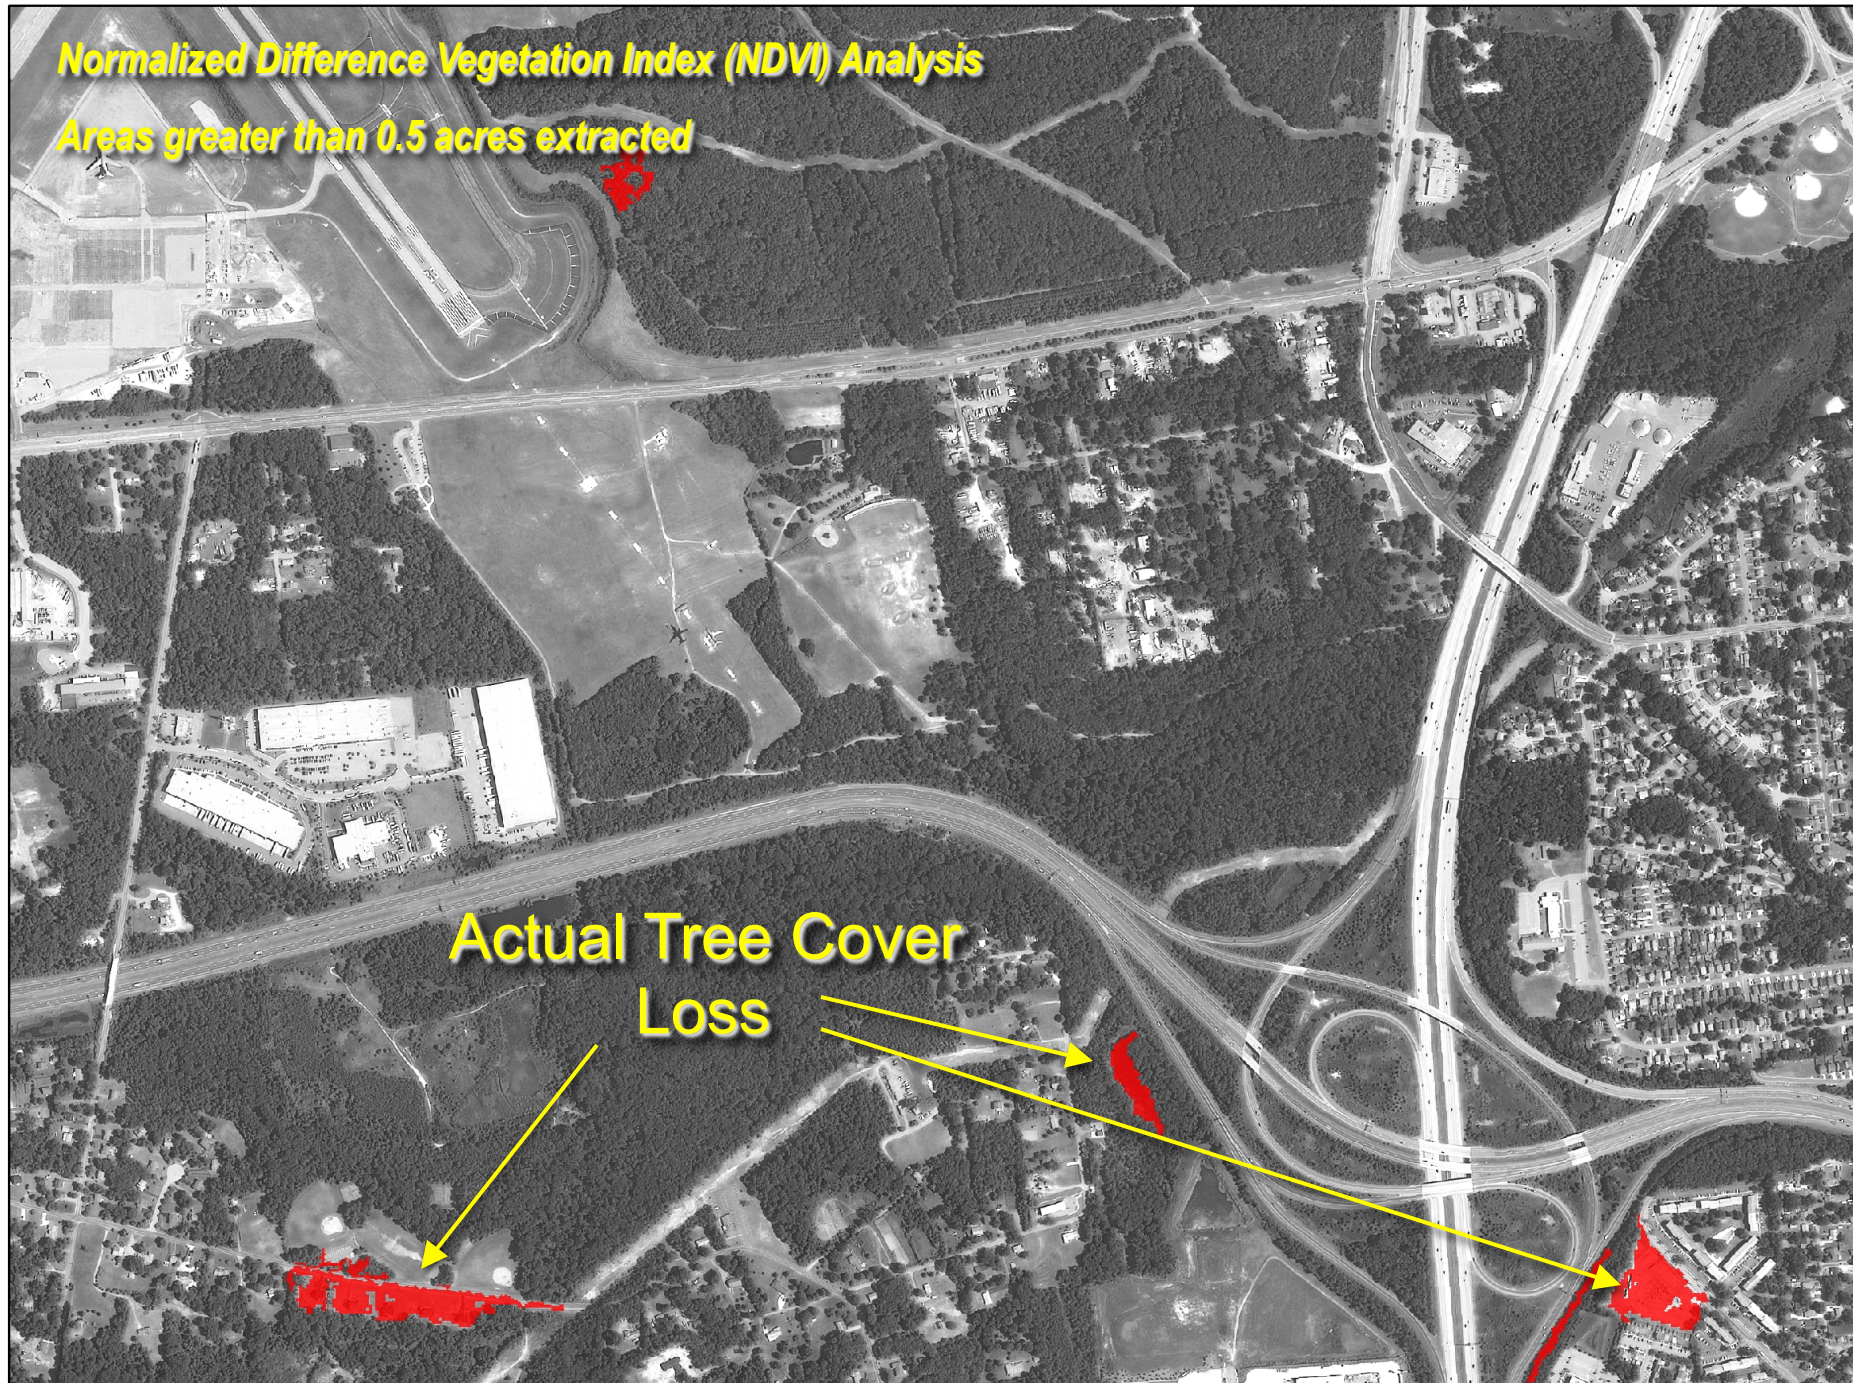 Normalized Difference Vegetation Index (NDVI) Analysis
Areas greater than 0.5 acres extracted
Actual Tree Cover
Loss